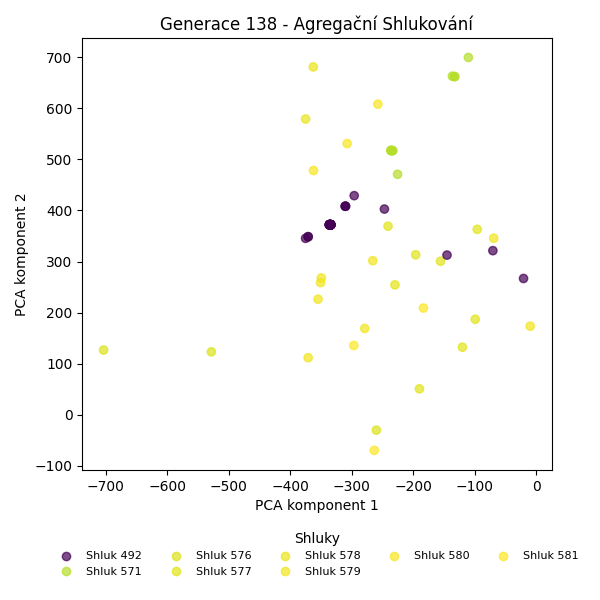 Generace 138 - Agregační Shlukování
700
600
500
400
300
200
100
0
−100
−700 −600 −500 −400 −300 −200 −100 0
PCA komponent 2
PCA komponent 1
Shluky
Shluk 492 Shluk 576 Shluk 578 Shluk 580 Shluk 581
Shluk 571 Shluk 577 Shluk 579